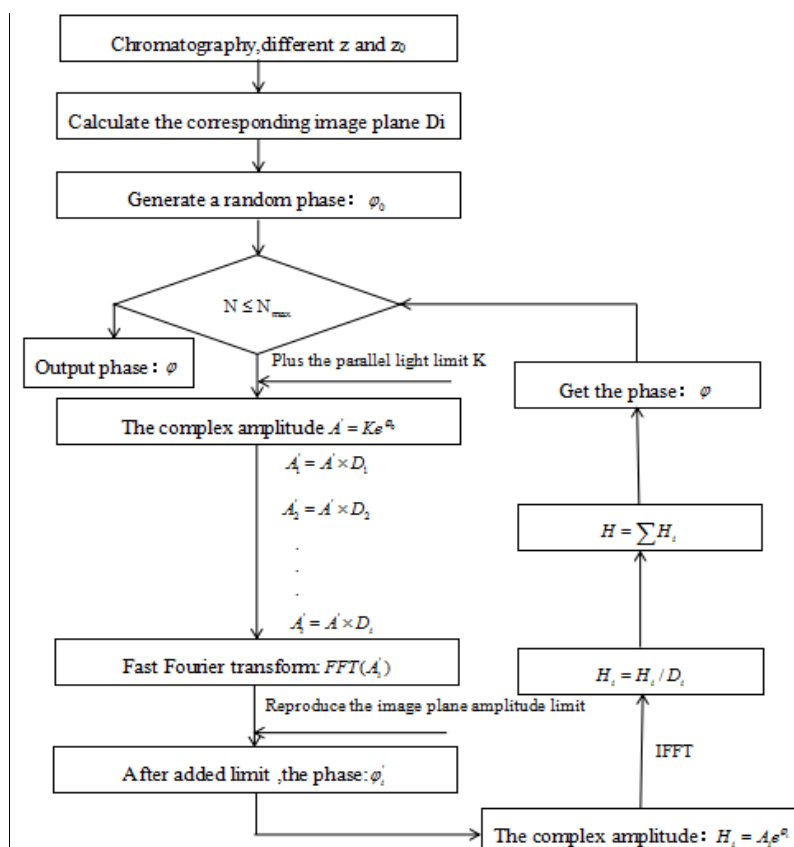 Chromatography,different z and z₀
Calculate the corresponding image plane Di
Generate a random phase: φ₀
N ≤ Nmax
Output phase: φ
Plus the parallel light limit K
Get the phase: φ
The complex amplitude A' = Ke^φ₀
A'₁ = A' × D₁
A'₂ = A' × D₂
.
.
.
A'ᵢ = A' × Dᵢ
H = ∑Hᵢ
Fast Fourier transform: FFT(A'ᵢ)
Hᵢ = Hᵢ / Dᵢ
Reproduce the image plane amplitude limit
IFFT
After added limit ,the phase: φ'ᵢ
The complex amplitude: Hᵢ = Aᵢe^φᵢ